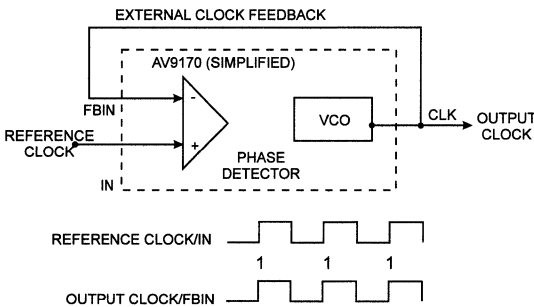 EXTERNAL CLOCK FEEDBACK
AV9170 (SIMPLIFIED)
FBIN
-
VCO
CLK
OUTPUT
CLOCK
REFERENCE
CLOCK
+
PHASE
DETECTOR
IN
REFERENCE CLOCK/IN
1 1 1
OUTPUT CLOCK/FBIN